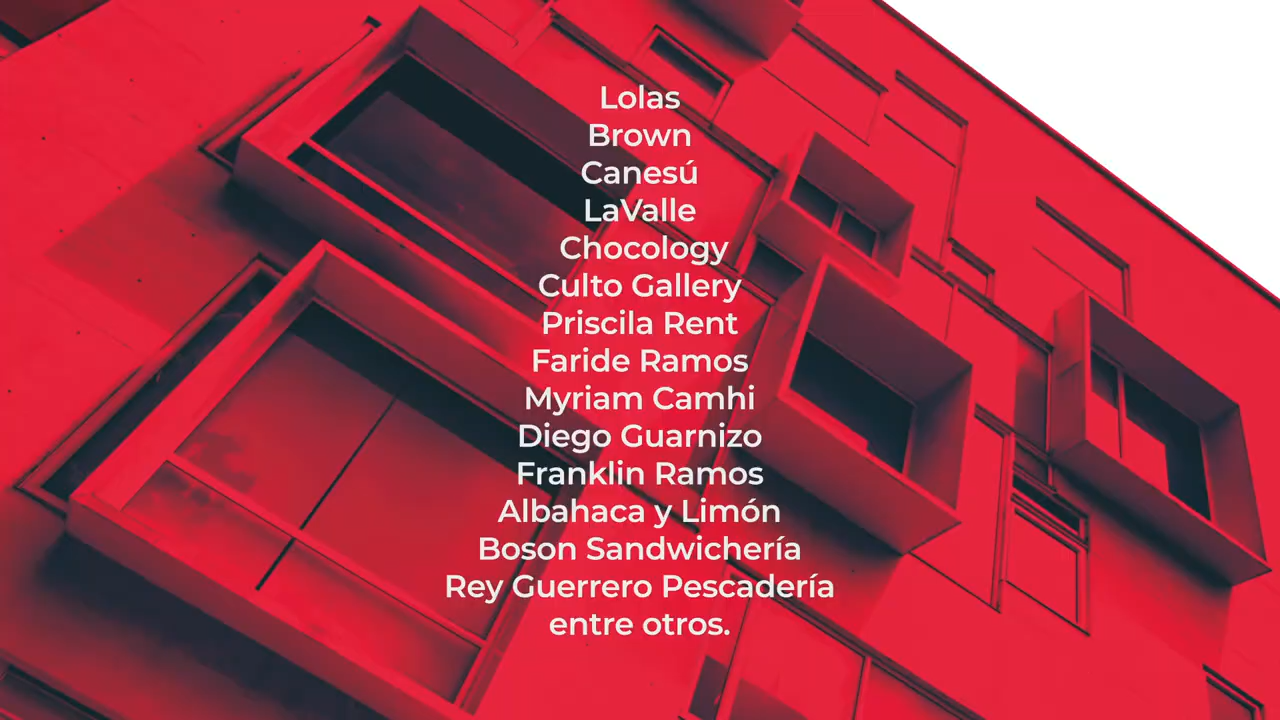 Lolas
Brown
Canesú
LaValle
Chocology
Culto Gallery
Priscila Rent
Faride Ramos
Myriam Camhi
Diego Guarnizo
Franklin Ramos
Albahaca y Limón
Boson Sandwichería
Rey Guerrero Pescadería
entre otros.